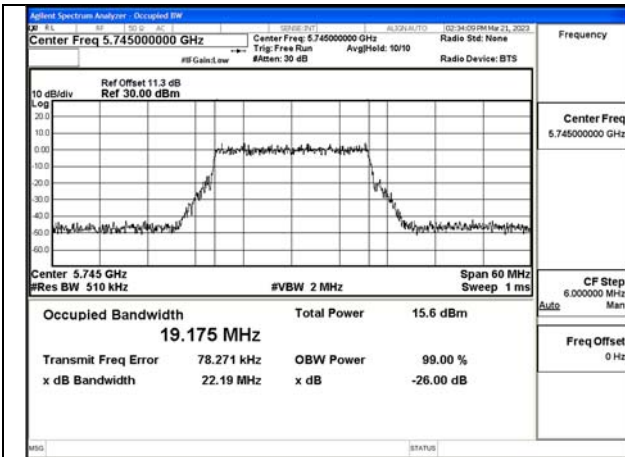 Agilent Spectrum Analyzer - Occupied BW
RL RF 50 Ω AC SENSE:INT ALIGN AUTO 02:34:09 PM Mar 21, 2023
Center Freq 5.745000000 GHz Center Freq: 5.745000000 GHz Radio Std: None Frequency
Trig: Free Run Avg|Hold: 10/10
#IFGain:Low #Atten: 30 dB Radio Device: BTS
Ref Offset 11.3 dB
10 dB/div Ref 30.00 dBm
Log
20.0
10.0
0.00
-10.0
-20.0
-30.0
-40.0
-50.0
-60.0
Center Freq
5.745000000 GHz
Center 5.745 GHz Span 60 MHz
#Res BW 510 kHz #VBW 2 MHz Sweep 1 ms
CF Step
6.000000 MHz
Auto Man
Occupied Bandwidth Total Power 15.6 dBm
19.175 MHz
Transmit Freq Error 78.271 kHz OBW Power 99.00 %
x dB Bandwidth 22.19 MHz x dB -26.00 dB
Freq Offset
0 Hz
MSG STATUS